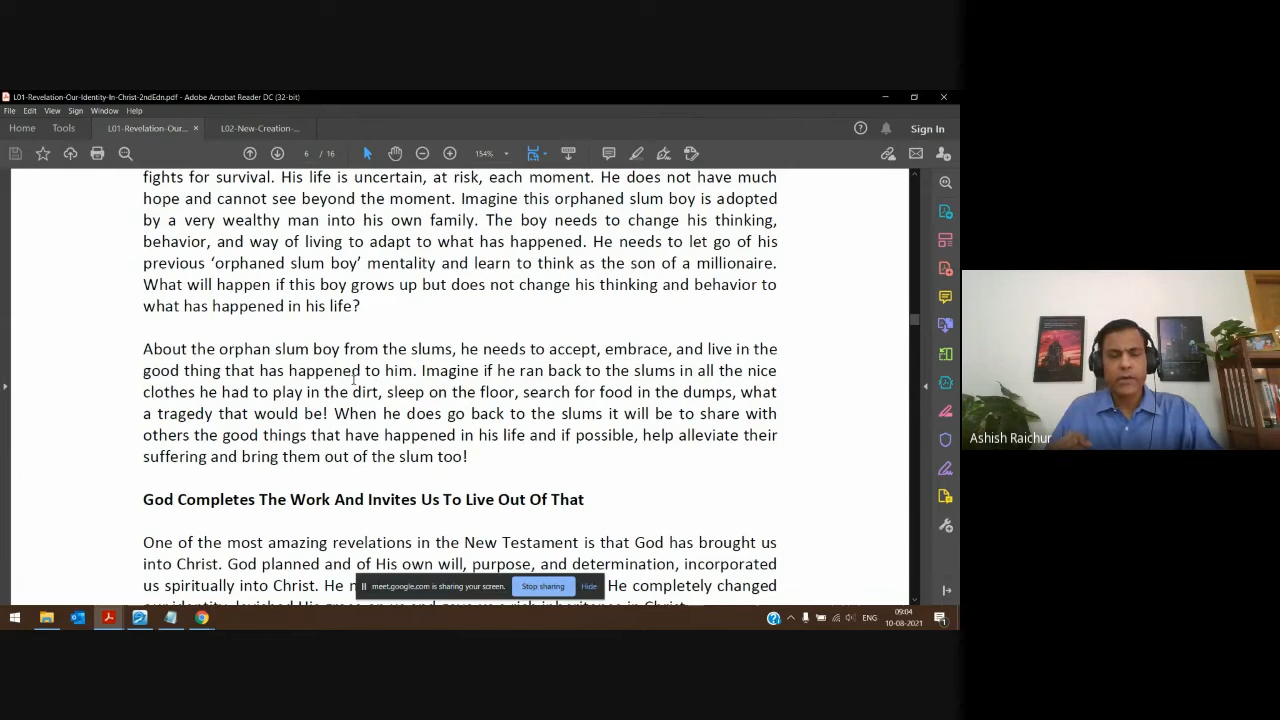 L01-Revelation-Our-Identity-In-Christ-2ndEdn.pdf - Adobe Acrobat Reader DC (32-bit)
File Edit View Sign Window Help
Home Tools L01-Revelation-Our... × L02-New-Creation-... Sign In
6 / 16 154%
fights for survival. His life is uncertain, at risk, each moment. He does not have much
hope and cannot see beyond the moment. Imagine this orphaned slum boy is adopted
by a very wealthy man into his own family. The boy needs to change his thinking,
behavior, and way of living to adapt to what has happened. He needs to let go of his
previous ‘orphaned slum boy’ mentality and learn to think as the son of a millionaire.
What will happen if this boy grows up but does not change his thinking and behavior to
what has happened in his life?
About the orphan slum boy from the slums, he needs to accept, embrace, and live in the
good thing that has happened to him. Imagine if he ran back to the slums in all the nice
clothes he had to play in the dirt, sleep on the floor, search for food in the dumps, what
a tragedy that would be! When he does go back to the slums it will be to share with
others the good things that have happened in his life and if possible, help alleviate their
suffering and bring them out of the slum too!
God Completes The Work And Invites Us To Live Out Of That
One of the most amazing revelations in the New Testament is that God has brought us
into Christ. God planned and of His own will, purpose, and determination, incorporated
us spiritually into Christ. He He completely changed
meet.google.com is sharing your screen. Stop sharing Hide
Ashish Raichur
ENG 09:04
10-08-2021